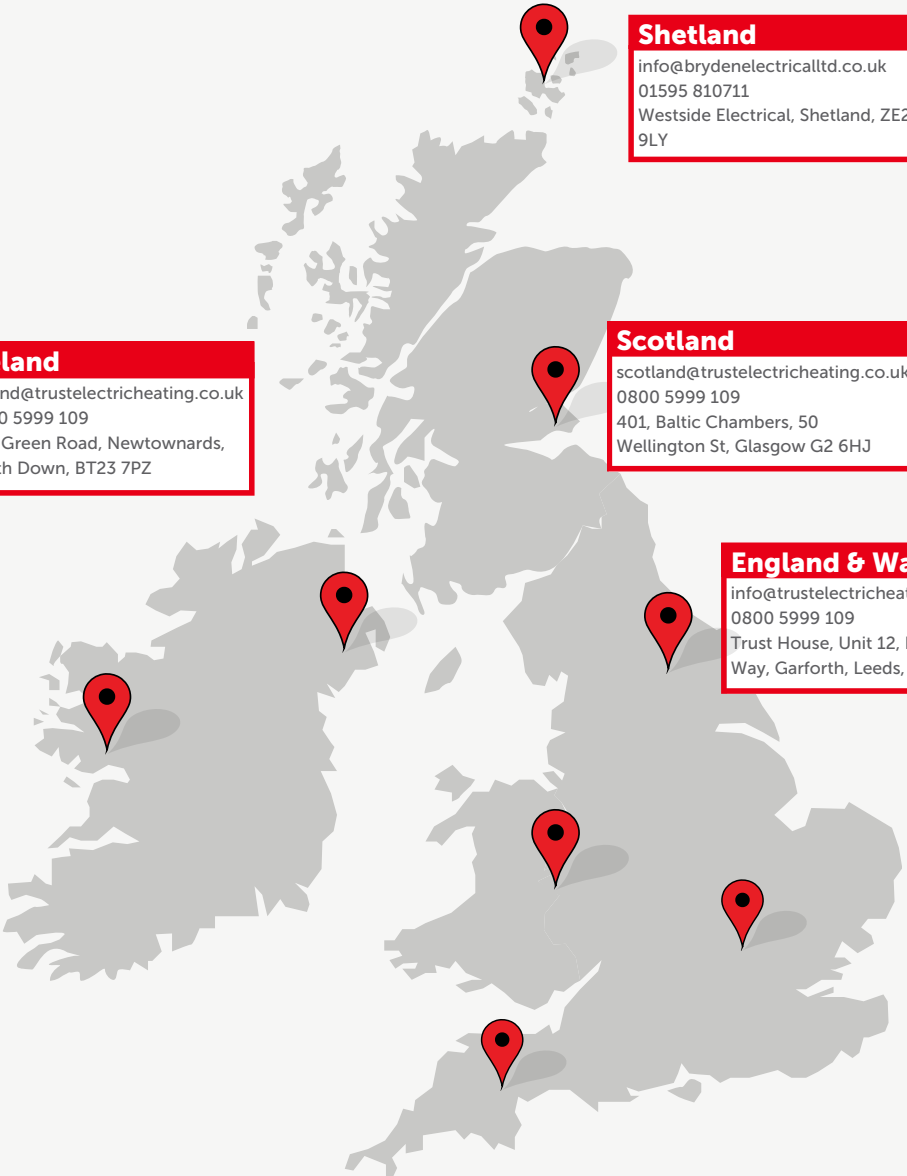 Shetland
info@brydenelectricalltd.co.uk
01595 810711
Westside Electrical, Shetland, ZE2
9LY
Scotland
scotland@trustelectricheating.co.uk
0800 5999 109
401, Baltic Chambers, 50
Wellington St, Glasgow G2 6HJ
land
nd@trustelectricheating.co.uk
0 5999 109
Green Road, Newtownards,
th Down, BT23 7PZ
England & Wa
info@trustelectrichea
0800 5999 109
Trust House, Unit 12,
Way, Garforth, Leeds,